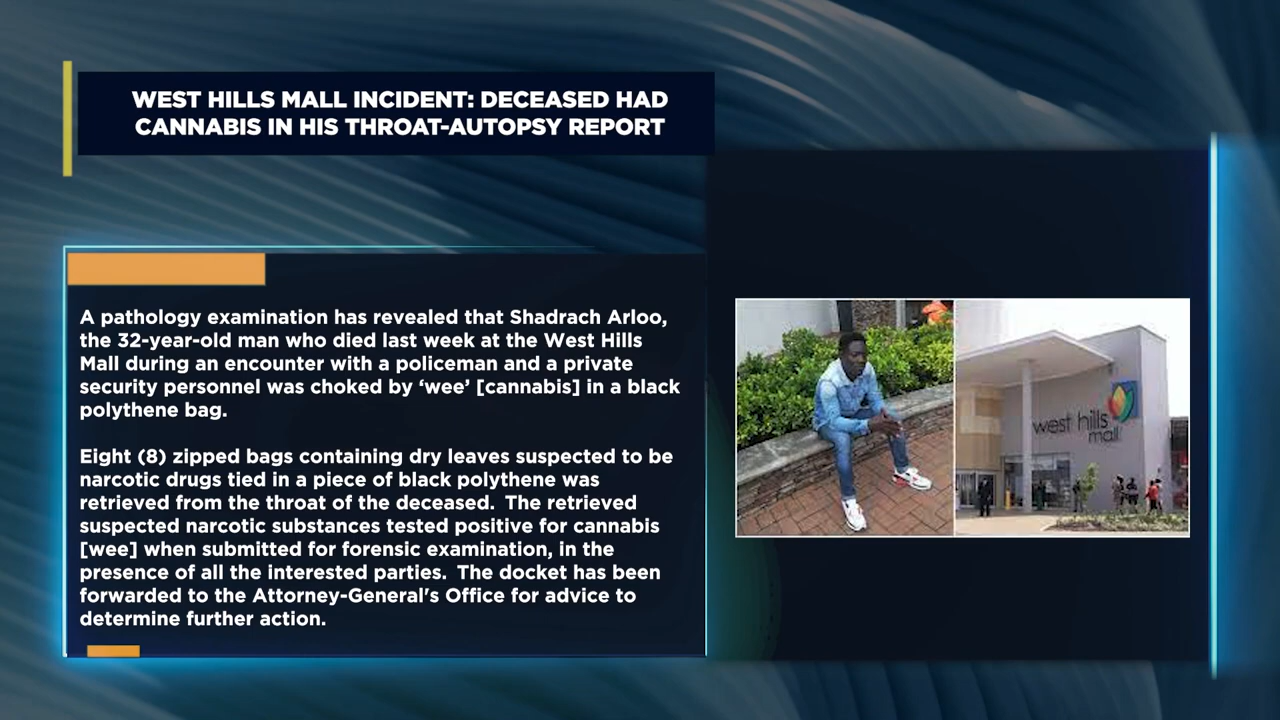 WEST HILLS MALL INCIDENT: DECEASED HAD
CANNABIS IN HIS THROAT-AUTOPSY REPORT
A pathology examination has revealed that Shadrach Arloo,
the 32-year-old man who died last week at the West Hills
Mall during an encounter with a policeman and a private
security personnel was choked by ‘wee’ [cannabis] in a black
polythene bag.
Eight (8) zipped bags containing dry leaves suspected to be
narcotic drugs tied in a piece of black polythene was
retrieved from the throat of the deceased. The retrieved
suspected narcotic substances tested positive for cannabis
[wee] when submitted for forensic examination, in the
presence of all the interested parties. The docket has been
forwarded to the Attorney-General's Office for advice to
determine further action.
west hills
mall